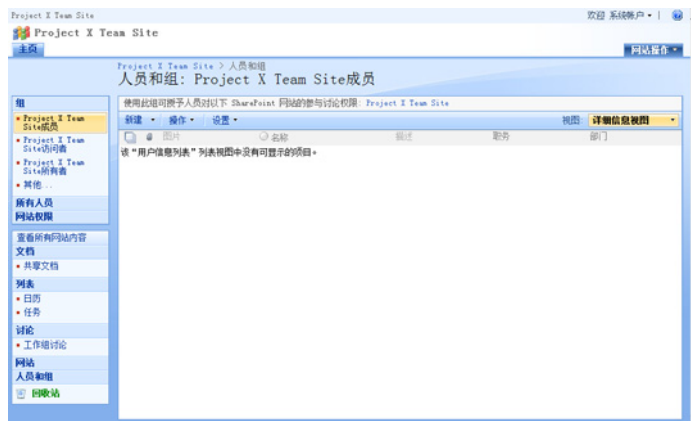 Project X Team Site
欢迎 系统帐户
Project X Team Site
主页
网站操作
Project X Team Site > 人员和组
人员和组: Project X Team Site成员
组
Project X Team
Site成员
Project X Team
Site访问者
Project X Team
Site所有者
其他...
所有人员
网站权限
查看所有网站内容
文档
共享文档
列表
日历
任务
讨论
工作组讨论
网站
人员和组
回收站
使用此组可授予人员对以下 SharePoint 网站的参与讨论权限: Project X Team Site
新建 操作 设置 视图: 详细信息视图
图片 名称 描述 职务 部门
该“用户信息列表”列表视图中没有可显示的项目。